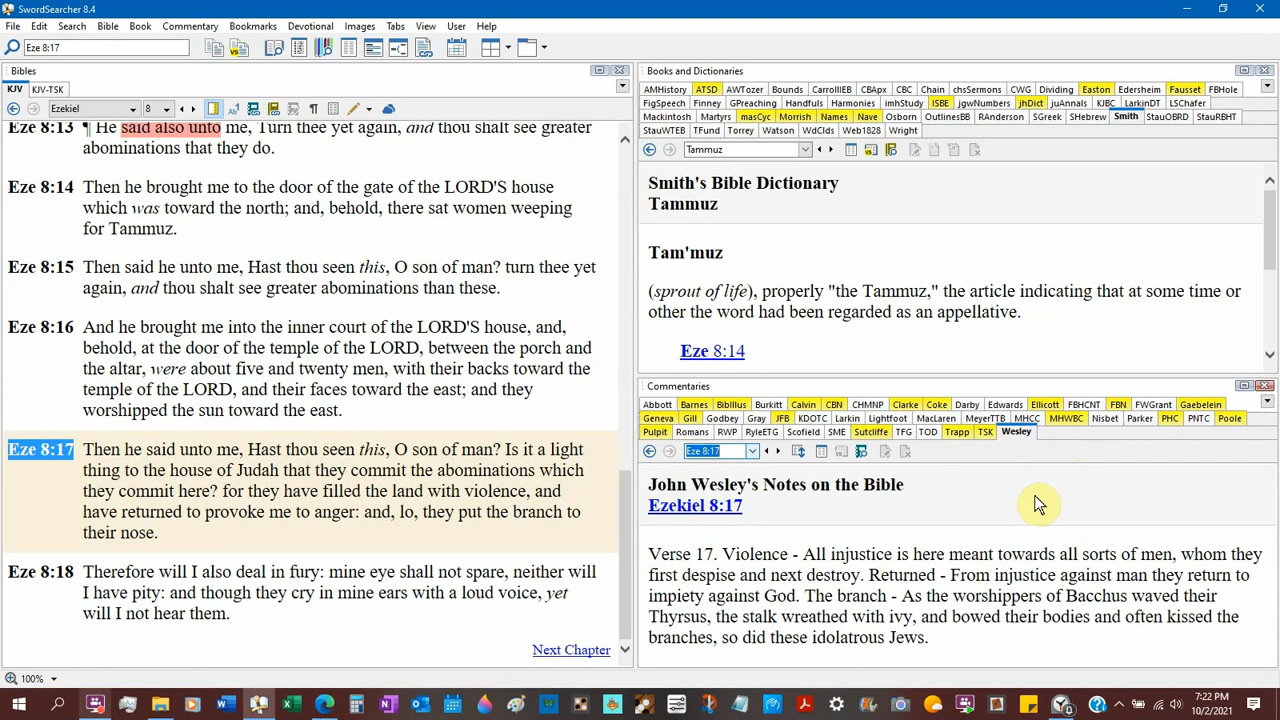 SwordSearcher 8.4
File Edit Search Bible Book Commentary Bookmarks Devotional Images Tabs View User Help
Eze 8:17
Bibles
KJV KJV-TSK
Ezekiel 8
Eze 8:13 ¶ He said also unto me, Turn thee yet again, and thou shalt see greater
abominations that they do.
Eze 8:14 Then he brought me to the door of the gate of the LORD'S house
which was toward the north; and, behold, there sat women weeping
for Tammuz.
Eze 8:15 Then said he unto me, Hast thou seen this, O son of man? turn thee yet
again, and thou shalt see greater abominations than these.
Eze 8:16 And he brought me into the inner court of the LORD'S house, and,
behold, at the door of the temple of the LORD, between the porch and
the altar, were about five and twenty men, with their backs toward the
temple of the LORD, and their faces toward the east; and they
worshipped the sun toward the east.
Eze 8:17 Then he said unto me, Hast thou seen this, O son of man? Is it a light
thing to the house of Judah that they commit the abominations which
they commit here? for they have filled the land with violence, and
have returned to provoke me to anger: and, lo, they put the branch to
their nose.
Eze 8:18 Therefore will I also deal in fury: mine eye shall not spare, neither will
I have pity: and though they cry in mine ears with a loud voice, yet
will I not hear them.
Next Chapter
100%
Books and Dictionaries
AMHistory ATSD AWTozer Bounds CarrollIEB CBApx CBC Chain chsSermons CWG Dividing Easton Edersheim Fausset FBHole
FigSpeech Finney GPreaching Handfuls Harmonies imhStudy ISBE jgwNumbers jhDict juAnnals KJBC LarkinDT LSChafer
Mackintosh Martyrs masCyc Morrish Names Nave Osborn OutlinesBB RAnderson SGreek SHebrew Smith StauOBRD StauRBHT
StauWTEB TFund Torrey Watson WdClds Web1828 Wright
Tammuz
Smith's Bible Dictionary
Tammuz
Tam'muz
(sprout of life), properly "the Tammuz," the article indicating that at some time or
other the word had been regarded as an appellative.
Eze 8:14
Commentaries
Abbott Barnes BibIllus Burkitt Calvin CBN CHMNP Clarke Coke Darby Edwards Ellicott FBHCNT FBN FWGrant Gaebelein
Geneva Gill Godbey Gray JFB KDOTC Larkin Lightfoot MacLaren MeyerTTB MHCC MHWBC Nisbet Parker PHC PNTC Poole
Pulpit Romans RWP RyleETG Scofield SME Sutcliffe TFG TOD Trapp TSK Wesley
Eze 8:17
John Wesley's Notes on the Bible
Ezekiel 8:17
Verse 17. Violence - All injustice is here meant towards all sorts of men, whom they
first despise and next destroy. Returned - From injustice against man they return to
impiety against God. The branch - As the worshippers of Bacchus waved their
Thyrsus, the stalk wreathed with ivy, and bowed their bodies and often kissed the
branches, so did these idolatrous Jews.
7:22 PM
10/2/2021